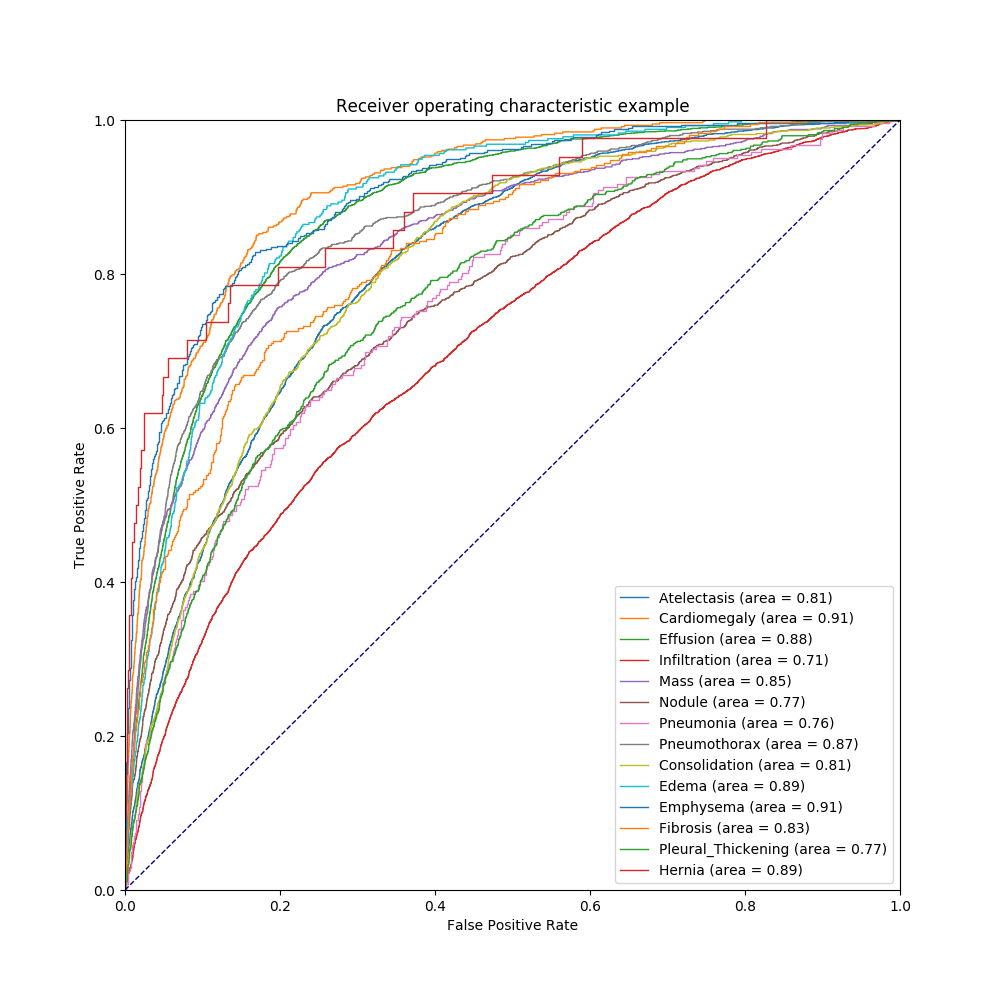 Receiver operating characteristic example
1.0
0.8
0.6
0.4
0.2
0.0
True Positive Rate
Atelectasis (area = 0.81)
Cardiomegaly (area = 0.91)
Effusion (area = 0.88)
Infiltration (area = 0.71)
Mass (area = 0.85)
Nodule (area = 0.77)
Pneumonia (area = 0.76)
Pneumothorax (area = 0.87)
Consolidation (area = 0.81)
Edema (area = 0.89)
Emphysema (area = 0.91)
Fibrosis (area = 0.83)
Pleural_Thickening (area = 0.77)
Hernia (area = 0.89)
0.0 0.2 0.4 0.6 0.8 1.0
False Positive Rate